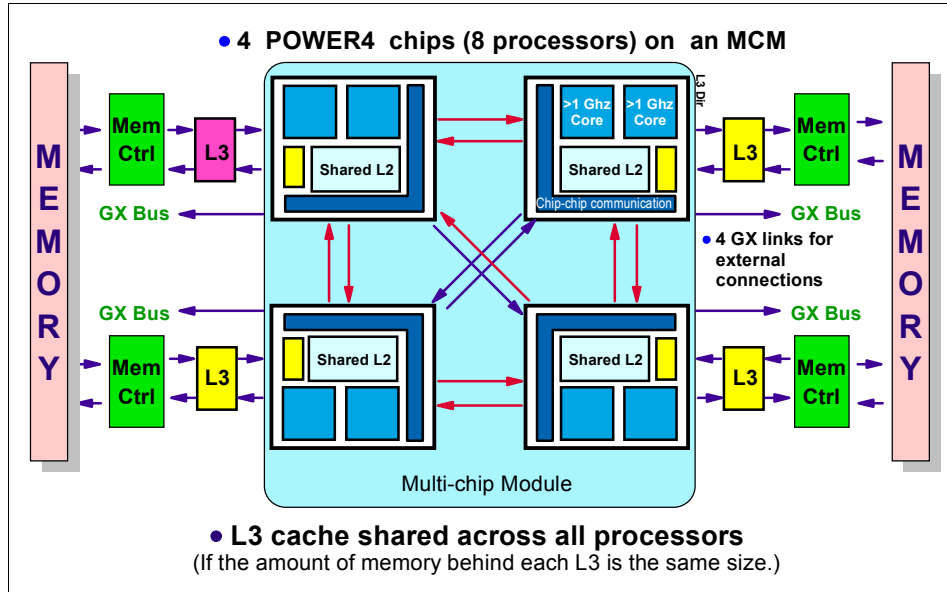 • 4 POWER4 chips (8 processors) on an MCM
MEMORY
Mem
Ctrl
L3
GX Bus
Shared L2
>1 Ghz
Core
>1 Ghz
Core
Shared L2
Chip-chip communication
L3 Dir
L3
Mem
Ctrl
GX Bus
MEMORY
• 4 GX links for
external
connections
GX Bus
Mem
Ctrl
L3
Shared L2
Shared L2
GX Bus
L3
Mem
Ctrl
Multi-chip Module
• L3 cache shared across all processors
(If the amount of memory behind each L3 is the same size.)